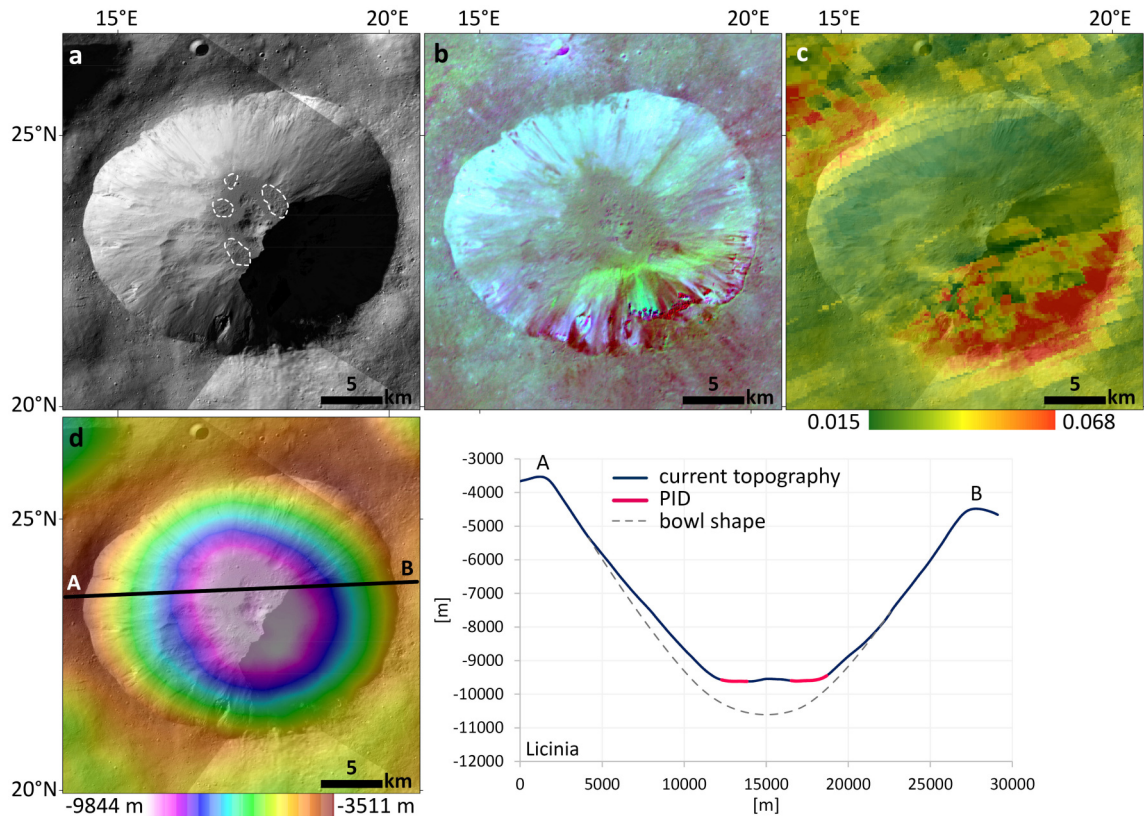 15°E 20°E 15°E 20°E 15°E 20°E
a b c
25°N
20°N
5 km 5 km 5 km
0.015 0.068
d
25°N
A B
20°N
5 km
-9844 m -3511 m
-3000
-4000
-5000
-6000
-7000
-8000
-9000
-10000
-11000
-12000
[m]
A
B
current topography
PID
bowl shape
Licinia
0 5000 10000 15000 20000 25000 30000
[m]